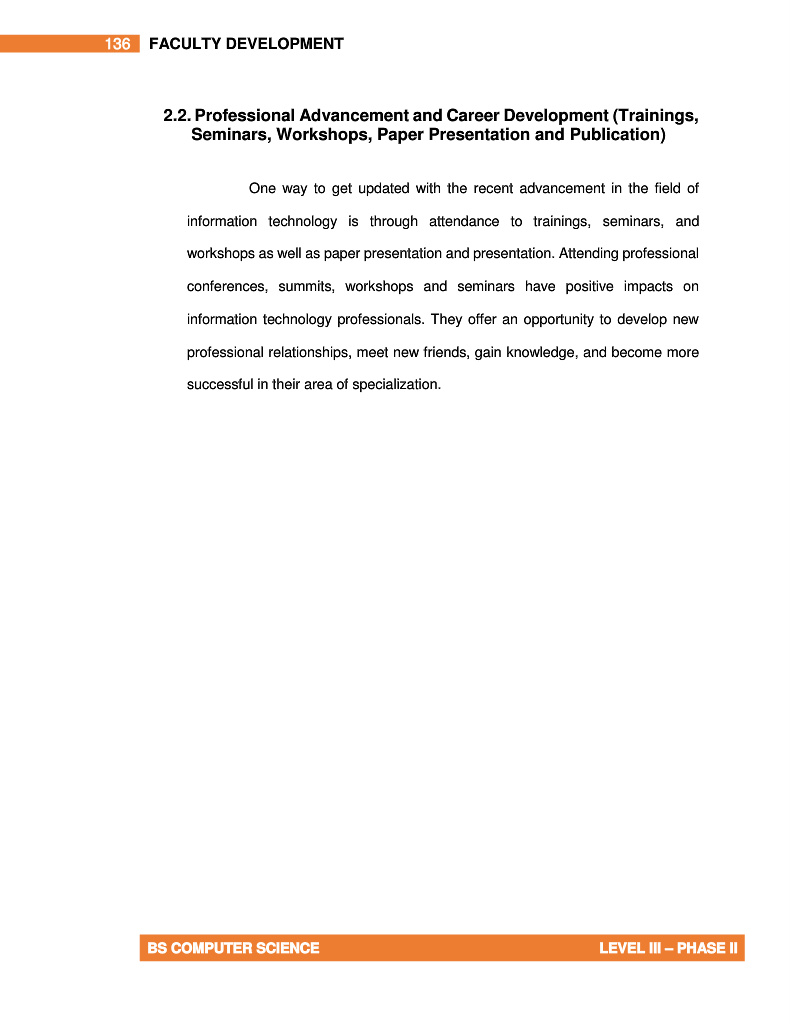 136 FACULTY DEVELOPMENT
2.2. Professional Advancement and Career Development (Trainings,
Seminars, Workshops, Paper Presentation and Publication)
One way to get updated with the recent advancement in the field of
information technology is through attendance to trainings, seminars, and
workshops as well as paper presentation and presentation. Attending professional
conferences, summits, workshops and seminars have positive impacts on
information technology professionals. They offer an opportunity to develop new
professional relationships, meet new friends, gain knowledge, and become more
successful in their area of specialization.
BS COMPUTER SCIENCE LEVEL III – PHASE II